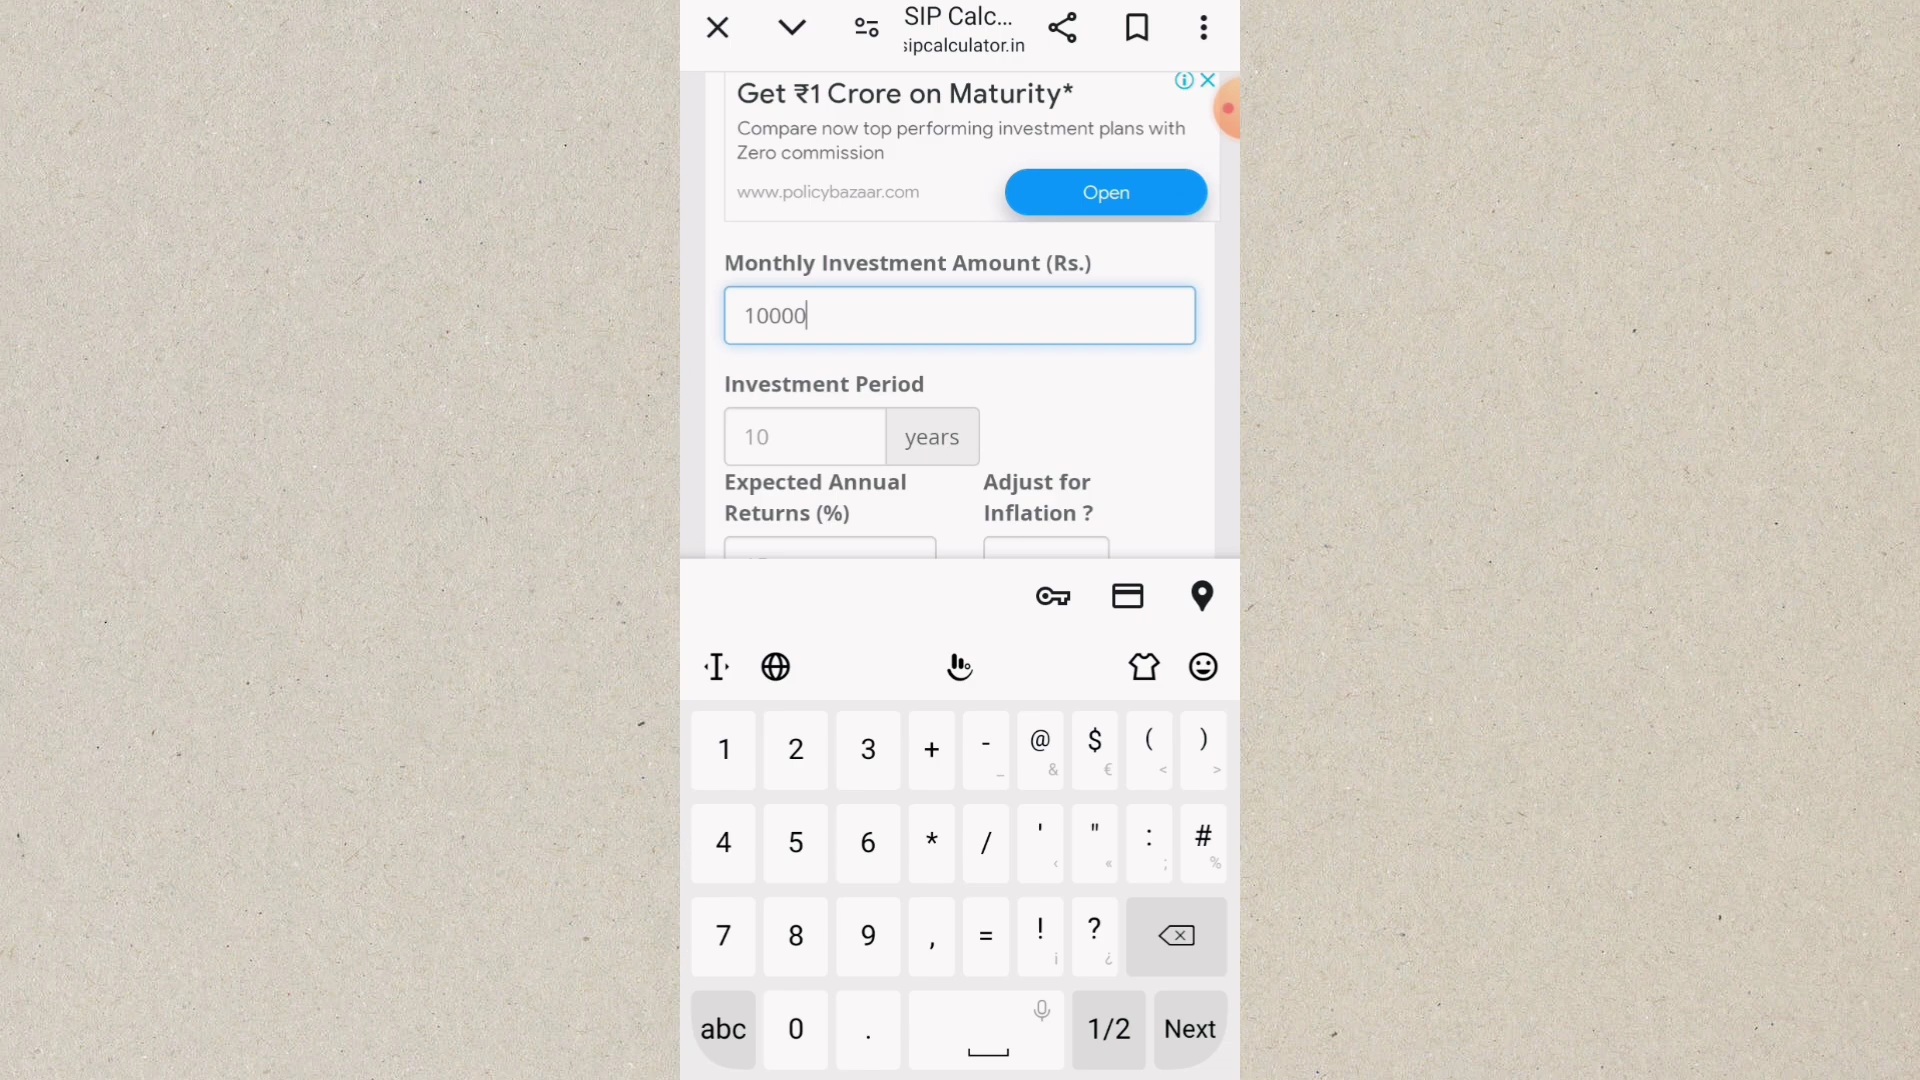 SIP Calc...
sipcalculator.in
Get ₹1 Crore on Maturity*
Compare now top performing investment plans with
Zero commission
www.policybazaar.com
Open
Monthly Investment Amount (Rs.)
10000
Investment Period
10 years
Expected Annual
Returns (%)
Adjust for
Inflation ?
1 2 3 + - _ @ & $ € ( < ) >
4 5 6 * / ' ‹ " « : ; # %
7 8 9 , = ! ¡ ? ¿
abc 0 . 1/2 Next